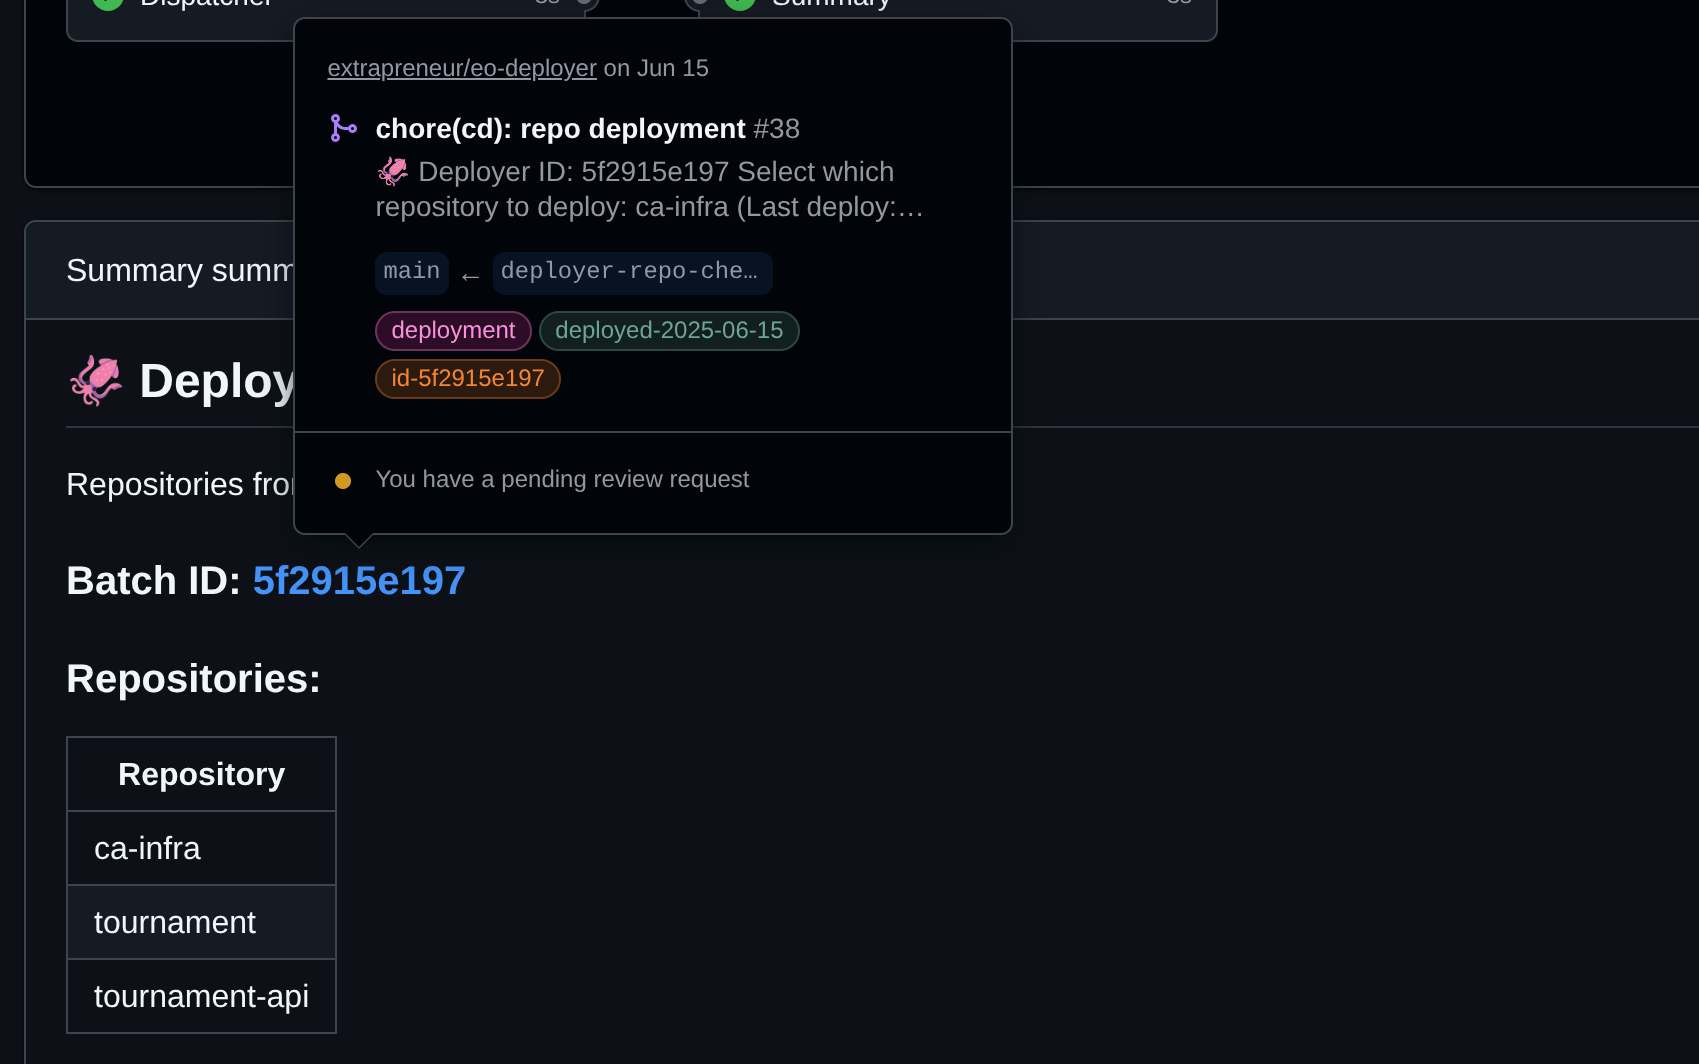 Dispatcher
Summary
extrapreneur/eo-deployer on Jun 15
chore(cd): repo deployment #38
🦑 Deployer ID: 5f2915e197 Select which
repository to deploy: ca-infra (Last deploy:…
main ← deployer-repo-che…
deployment deployed-2025-06-15
id-5f2915e197
Summary summ
🦑 Deploy
Repositories fro
You have a pending review request
Batch ID: 5f2915e197
Repositories:
Repository
ca-infra
tournament
tournament-api